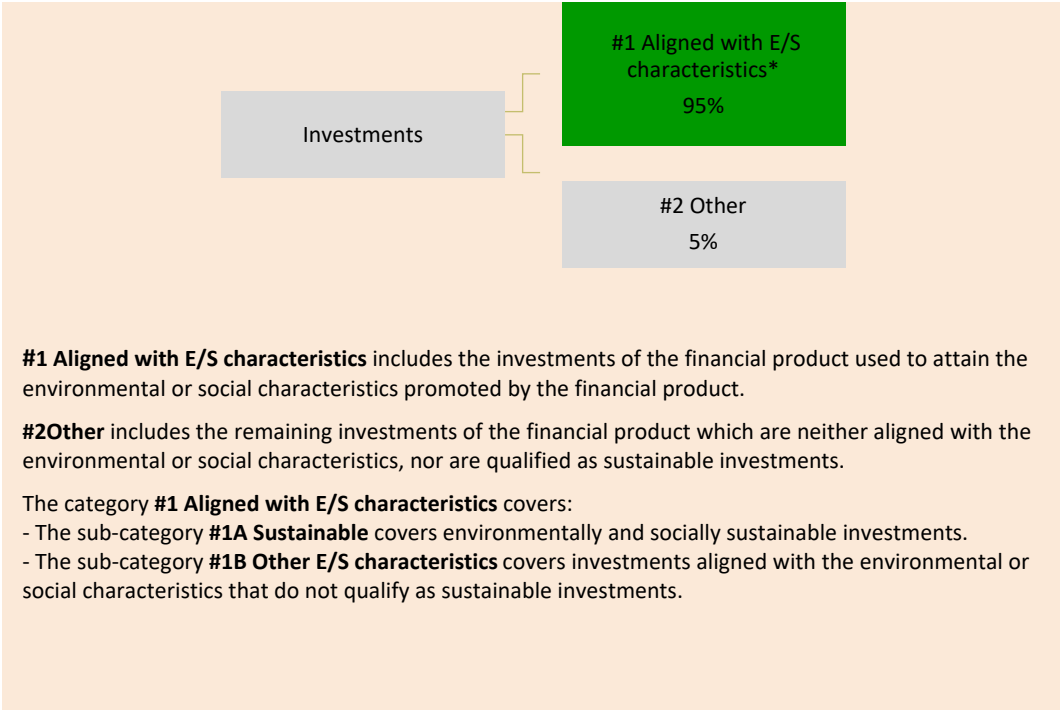 #1 Aligned with E/S
characteristics*
95%
Investments
#2 Other
5%
#1 Aligned with E/S characteristics includes the investments of the financial product used to attain the
environmental or social characteristics promoted by the financial product.
#2Other includes the remaining investments of the financial product which are neither aligned with the
environmental or social characteristics, nor are qualified as sustainable investments.
The category #1 Aligned with E/S characteristics covers:
- The sub-category #1A Sustainable covers environmentally and socially sustainable investments.
- The sub-category #1B Other E/S characteristics covers investments aligned with the environmental or
social characteristics that do not qualify as sustainable investments.